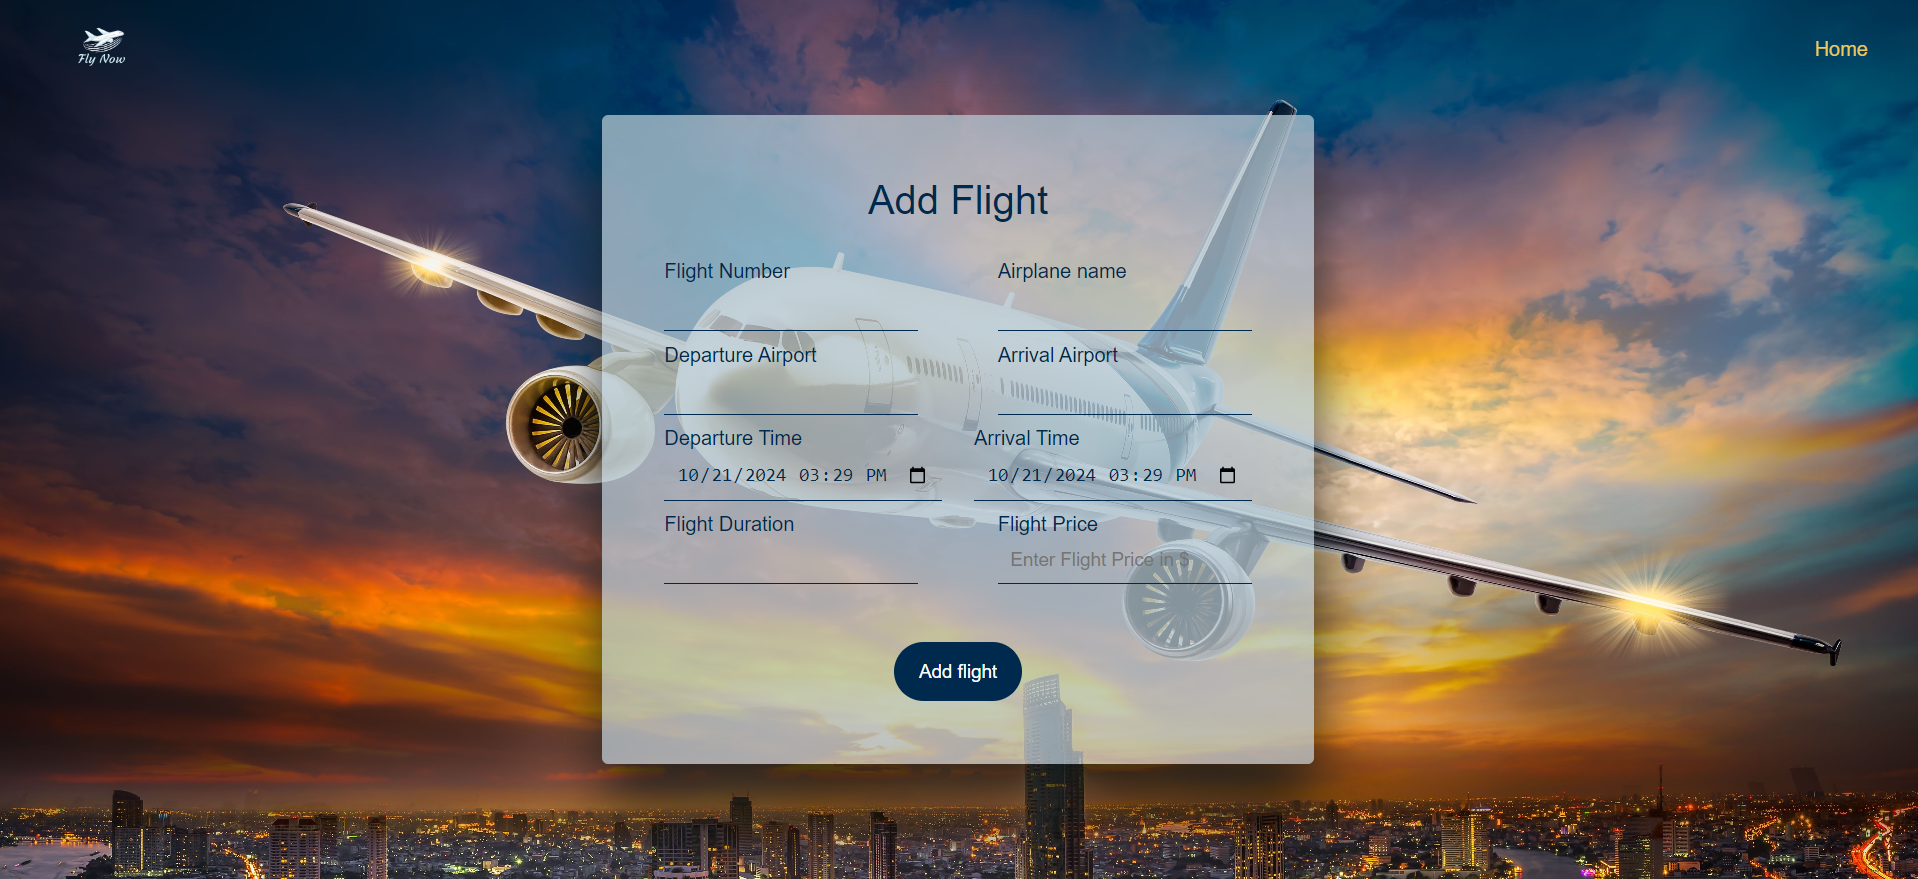 Fly Now
Home
Add Flight
Flight Number
Airplane name
Departure Airport
Arrival Airport
Departure Time
Arrival Time
10/21/2024 03:29 PM
10/21/2024 03:29 PM
Flight Duration
Flight Price
Enter Flight Price in $
Add flight